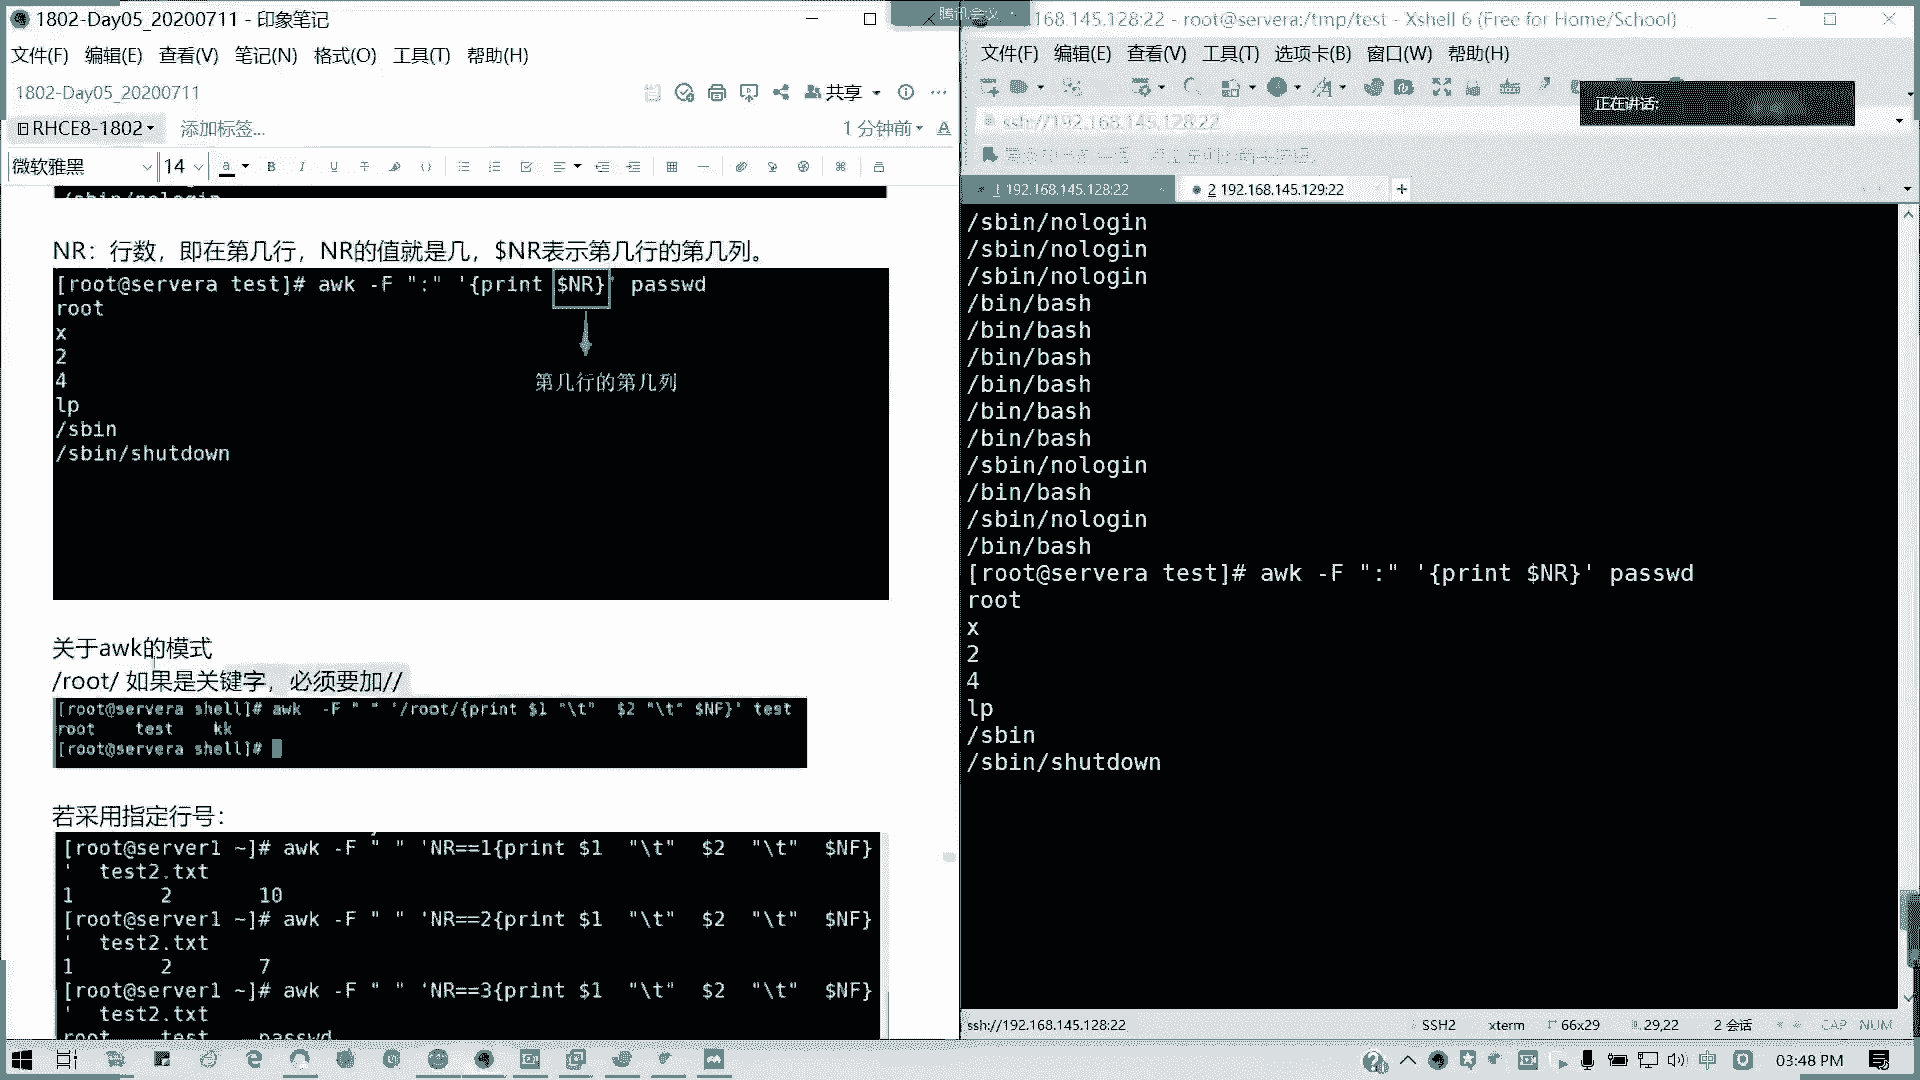 1802-Day05_20200711 - 印象笔记
文件(F) 编辑(E) 查看(V) 笔记(N) 格式(O) 工具(T) 帮助(H)
1802-Day05_20200711
共享
RHCE8-1802
添加标签...
1 分钟前
微软雅黑
14
/sbin/nologin
NR：行数，即在第几行，NR的值就是几，$NR表示第几行的第几列。
[root@servera test]# awk -F ":" '{print $NR}' passwd
root
x
2
4
lp
/sbin
/sbin/shutdown
第几行的第几列
关于awk的模式
/root/ 如果是关键字，必须要加//
[root@servera shell]# awk  -F " " '/root/{print $1 "\t"  $2 "\t" $NF}' test
root    test    kk
[root@servera shell]#
若采用指定行号：
[root@server1 ~]# awk -F " " 'NR==1{print $1  "\t"  $2  "\t"  $NF}
'  test2.txt
1       2       10
[root@server1 ~]# awk -F " " 'NR==2{print $1  "\t"  $2  "\t"  $NF}
'  test2.txt
1       2       7
[root@server1 ~]# awk -F " " 'NR==3{print $1  "\t"  $2  "\t"  $NF}
'  test2.txt
root    test    passwd
腾讯会议
168.145.128:22 - root@servera:/tmp/test - Xshell 6 (Free for Home/School)
文件(F) 编辑(E) 查看(V) 工具(T) 选项卡(B) 窗口(W) 帮助(H)
正在讲话:
ssh://192.168.145.128:22
1 192.168.145.128:22
2 192.168.145.129:22
/sbin/nologin
/sbin/nologin
/sbin/nologin
/bin/bash
/bin/bash
/bin/bash
/bin/bash
/bin/bash
/bin/bash
/sbin/nologin
/bin/bash
/sbin/nologin
/bin/bash
[root@servera test]# awk -F ":" '{print $NR}' passwd
root
x
2
4
lp
/sbin
/sbin/shutdown
ssh://192.168.145.128:22
SSH2
xterm
66x29
29,22
2 会话
CAP NUM
中
03:48 PM